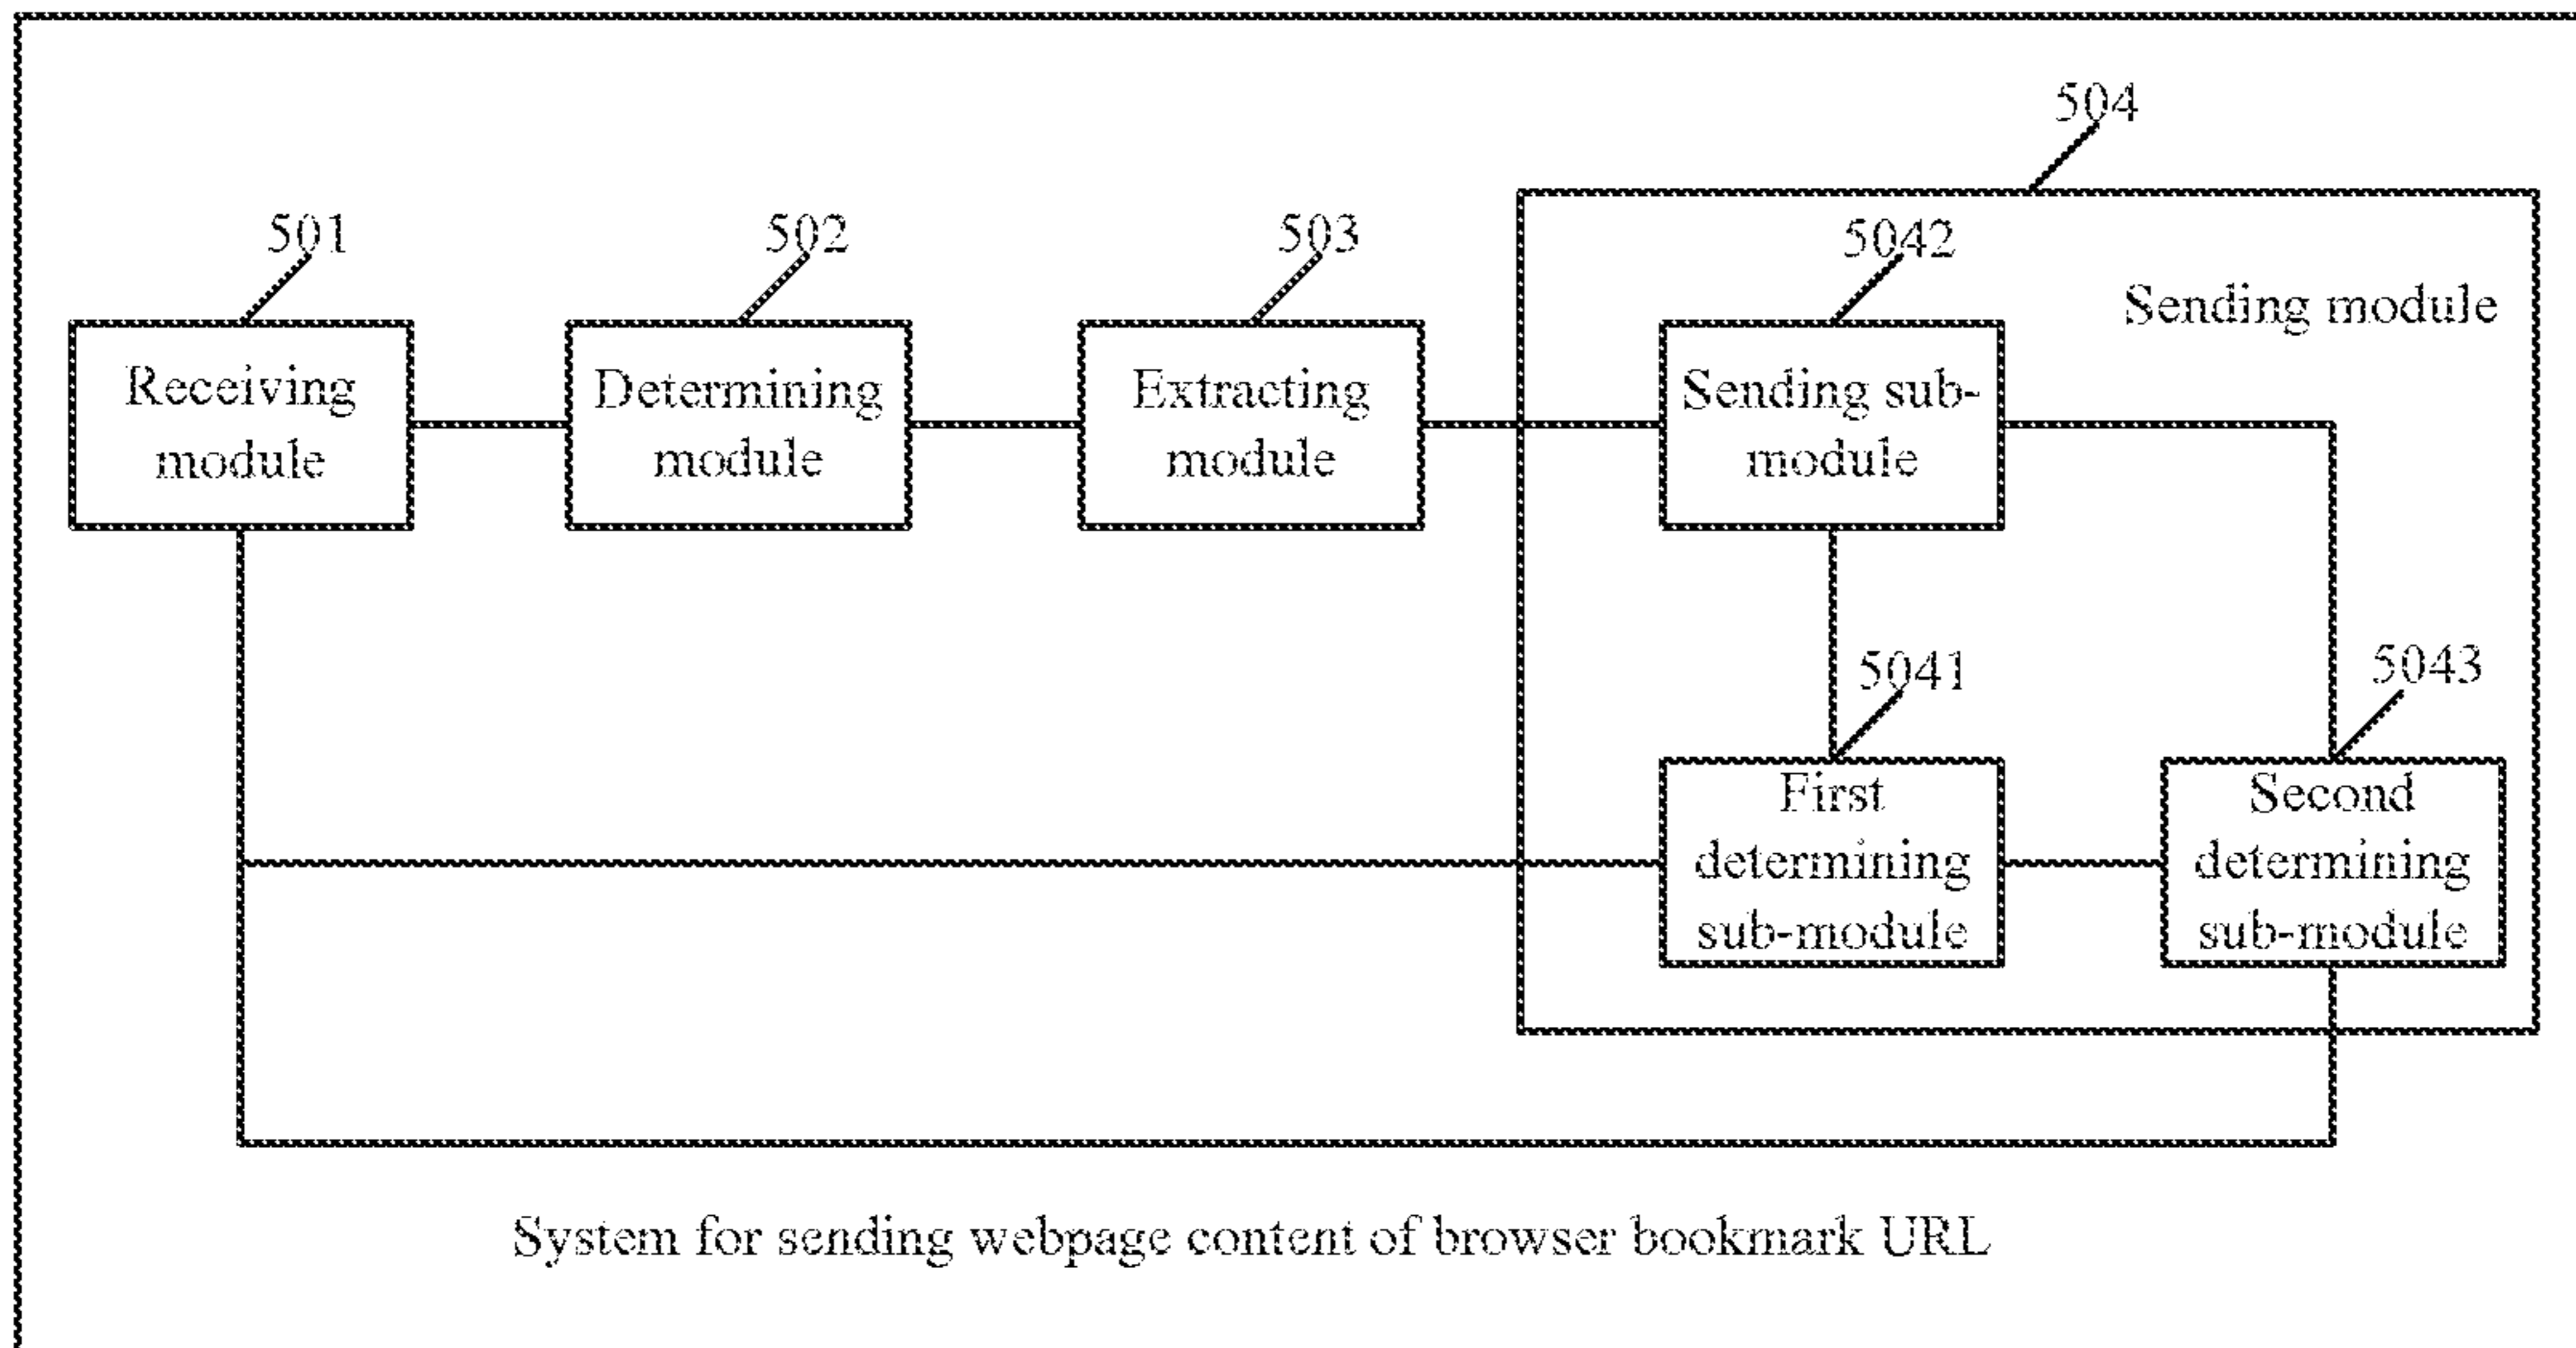 504
501
502
503
5042
Sending module
Receiving
module
Determining
module
Extracting
module
Sending sub-
module
5041
5043
First
determining
sub-module
Second
determining
sub-module
System for sending webpage content of browser bookmark URL